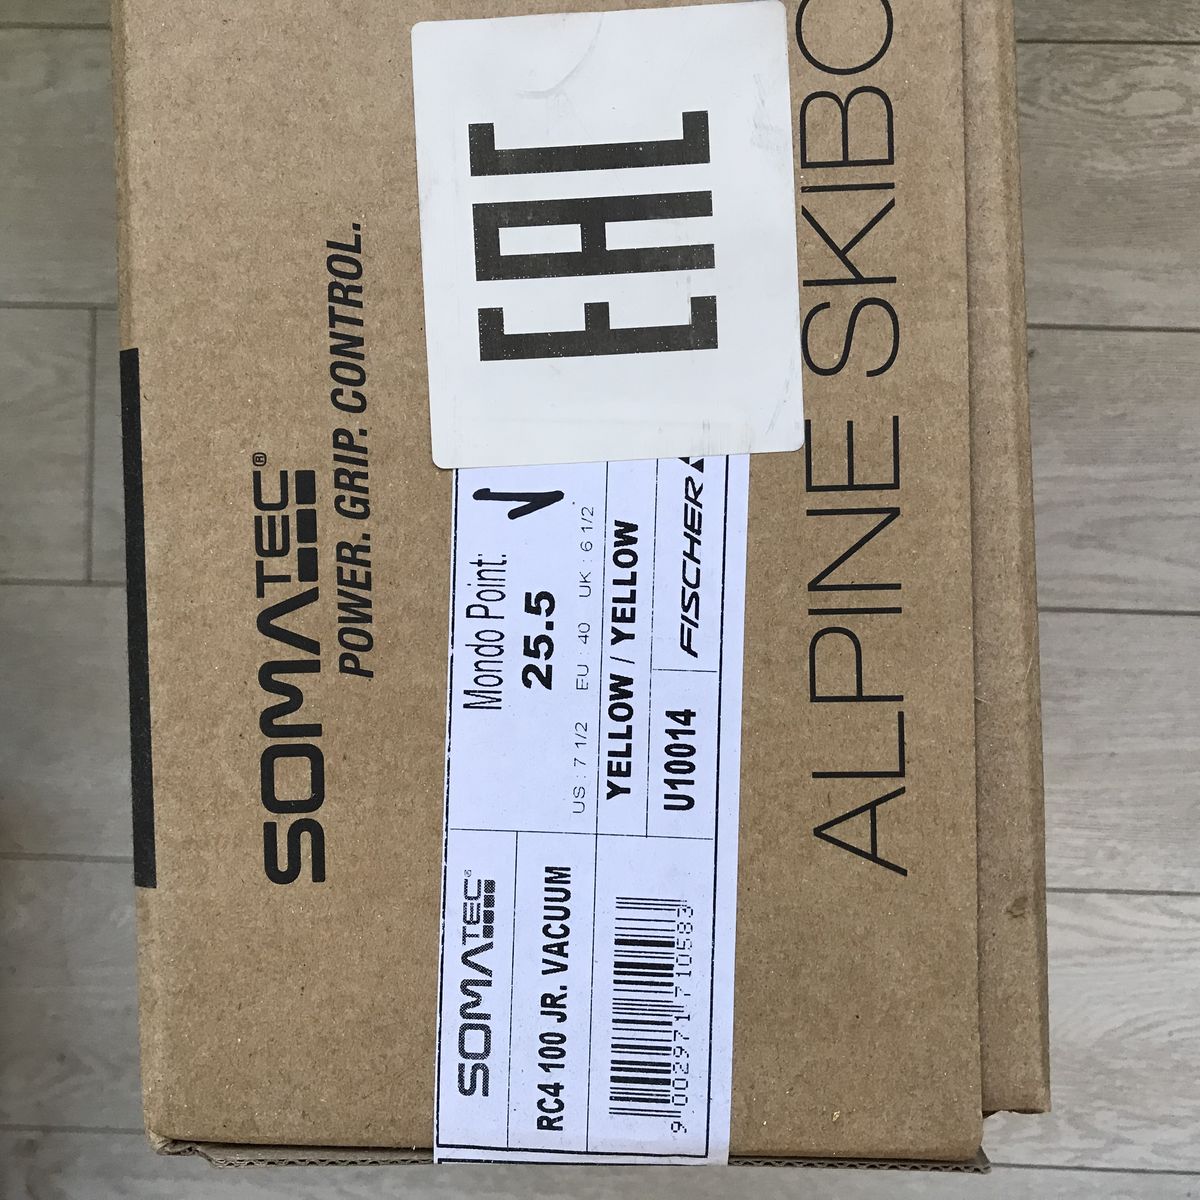 SOMATEC®
POWER. GRIP. CONTROL.
EAC
SOMATEC®
RC4 100 JR. VACUUM
9 002971 710583
Mondo Point:
25.5
US : 7 1/2 EU : 40 UK : 6 1/2
YELLOW / YELLOW
U10014
FISCHER
ALPINE SKIBO